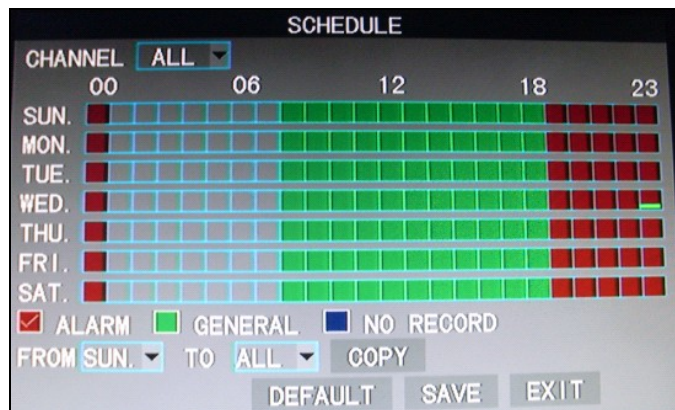 SCHEDULE
CHANNEL ALL
00 06 12 18 23
SUN.
MON.
TUE.
WED.
THU.
FRI.
SAT.
ALARM GENERAL NO RECORD
FROM SUN. TO ALL COPY
DEFAULT SAVE EXIT